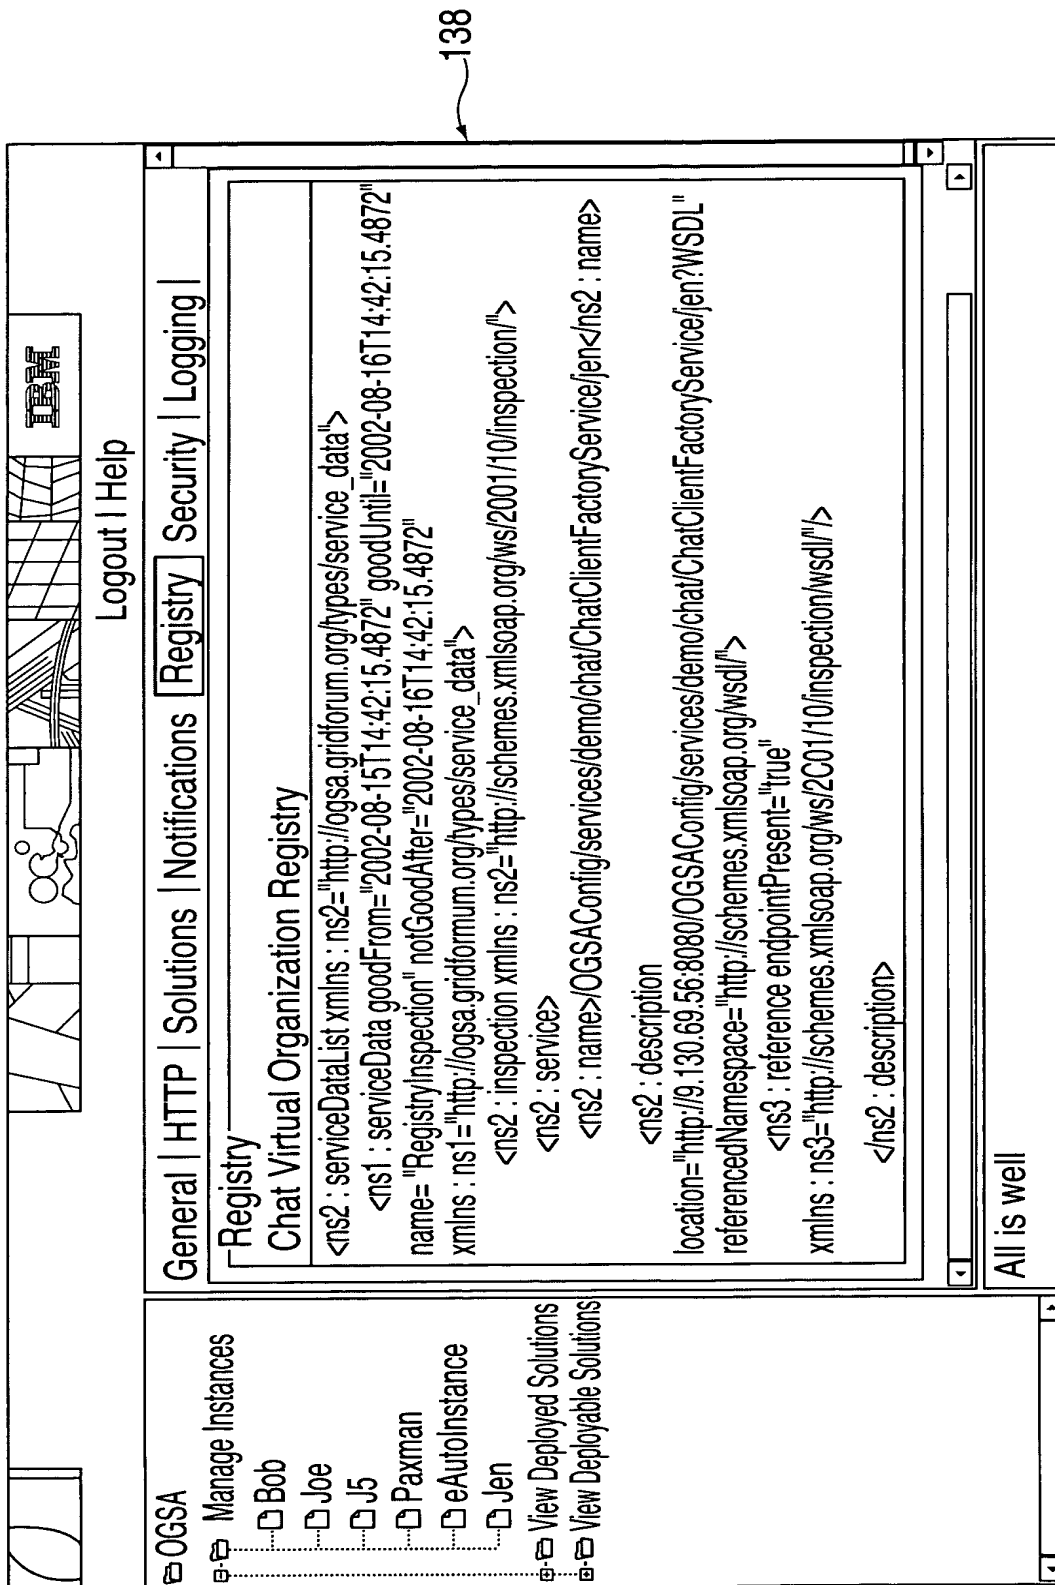 IBM
Logout | Help
OGSA
Manage Instances
Bob
Joe
J5
Paxman
eAutoInstance
Jen
View Deployed Solutions
View Deployable Solutions
General | HTTP | Solutions | Notifications | Registry | Security | Logging |
Registry
Chat Virtual Organization Registry
<ns2 : serviceDataList xmlns : ns2="http://ogsa.gridforum.org/types/service_data">
<ns1 : serviceData goodFrom="2002-08-15T14:42:15.4872" goodUntil="2002-08-16T14:42:15.4872"
name="RegistryInspection" notGoodAfter="2002-08-16T14:42:15.4872"
xmlns : ns1="http://ogsa.gridformum.org/types/service_data">
<ns2 : inspection xmlns : ns2="http://schemes.xmlsoap.org/ws/2001/10/inspection/">
<ns2 : service>
<ns2 : name>/OGSAConfig/services/demo/chat/ChatClientFactoryService/jen</ns2 : name>
<ns2 : description
location="http://9.130.69.56:8080/OGSAConfig/services/demo/chat/ChatClientFactoryService/jen?WSDL"
referencedNamespace="http://schemes.xmlsoap.org/wsdl/">
<ns3 : reference endpointPresent="true"
xmlns : ns3="http://schemes.xmlsoap.org/ws/2C01/10/inspection/wsdl/"/>
</ns2 : description>
All is well
138